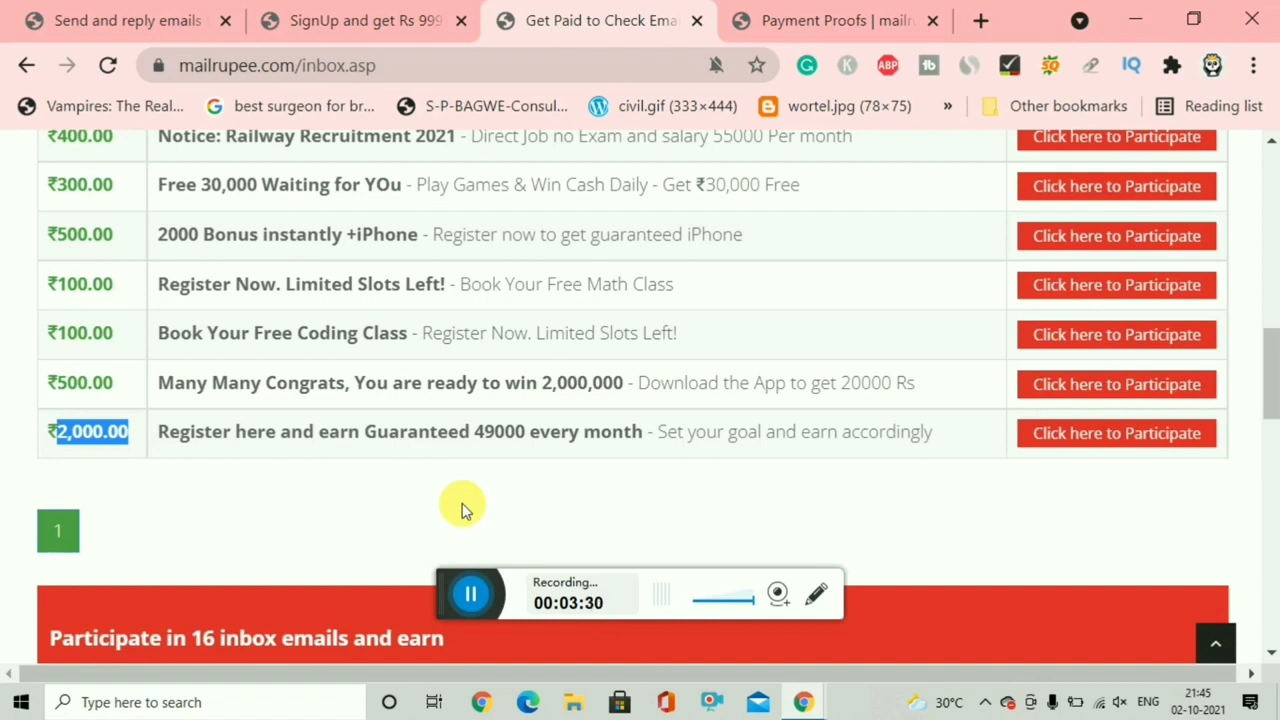 Send and reply emails
SignUp and get Rs 999
Get Paid to Check Ema
Payment Proofs | mailr
mailrupee.com/inbox.asp
Vampires: The Real...
best surgeon for br...
S-P-BAGWE-Consul...
civil.gif (333×444)
wortel.jpg (78×75)
»
Other bookmarks
Reading list
₹400.00 Notice: Railway Recruitment 2021 - Direct Job no Exam and salary 55000 Per month Click here to Participate
₹300.00 Free 30,000 Waiting for YOu - Play Games & Win Cash Daily - Get ₹30,000 Free Click here to Participate
₹500.00 2000 Bonus instantly +iPhone - Register now to get guaranteed iPhone Click here to Participate
₹100.00 Register Now. Limited Slots Left! - Book Your Free Math Class Click here to Participate
₹100.00 Book Your Free Coding Class - Register Now. Limited Slots Left! Click here to Participate
₹500.00 Many Many Congrats, You are ready to win 2,000,000 - Download the App to get 20000 Rs Click here to Participate
₹2,000.00 Register here and earn Guaranteed 49000 every month - Set your goal and earn accordingly Click here to Participate
1
Recording...
00:03:30
Participate in 16 inbox emails and earn
Type here to search
30°C
ENG
21:45
02-10-2021